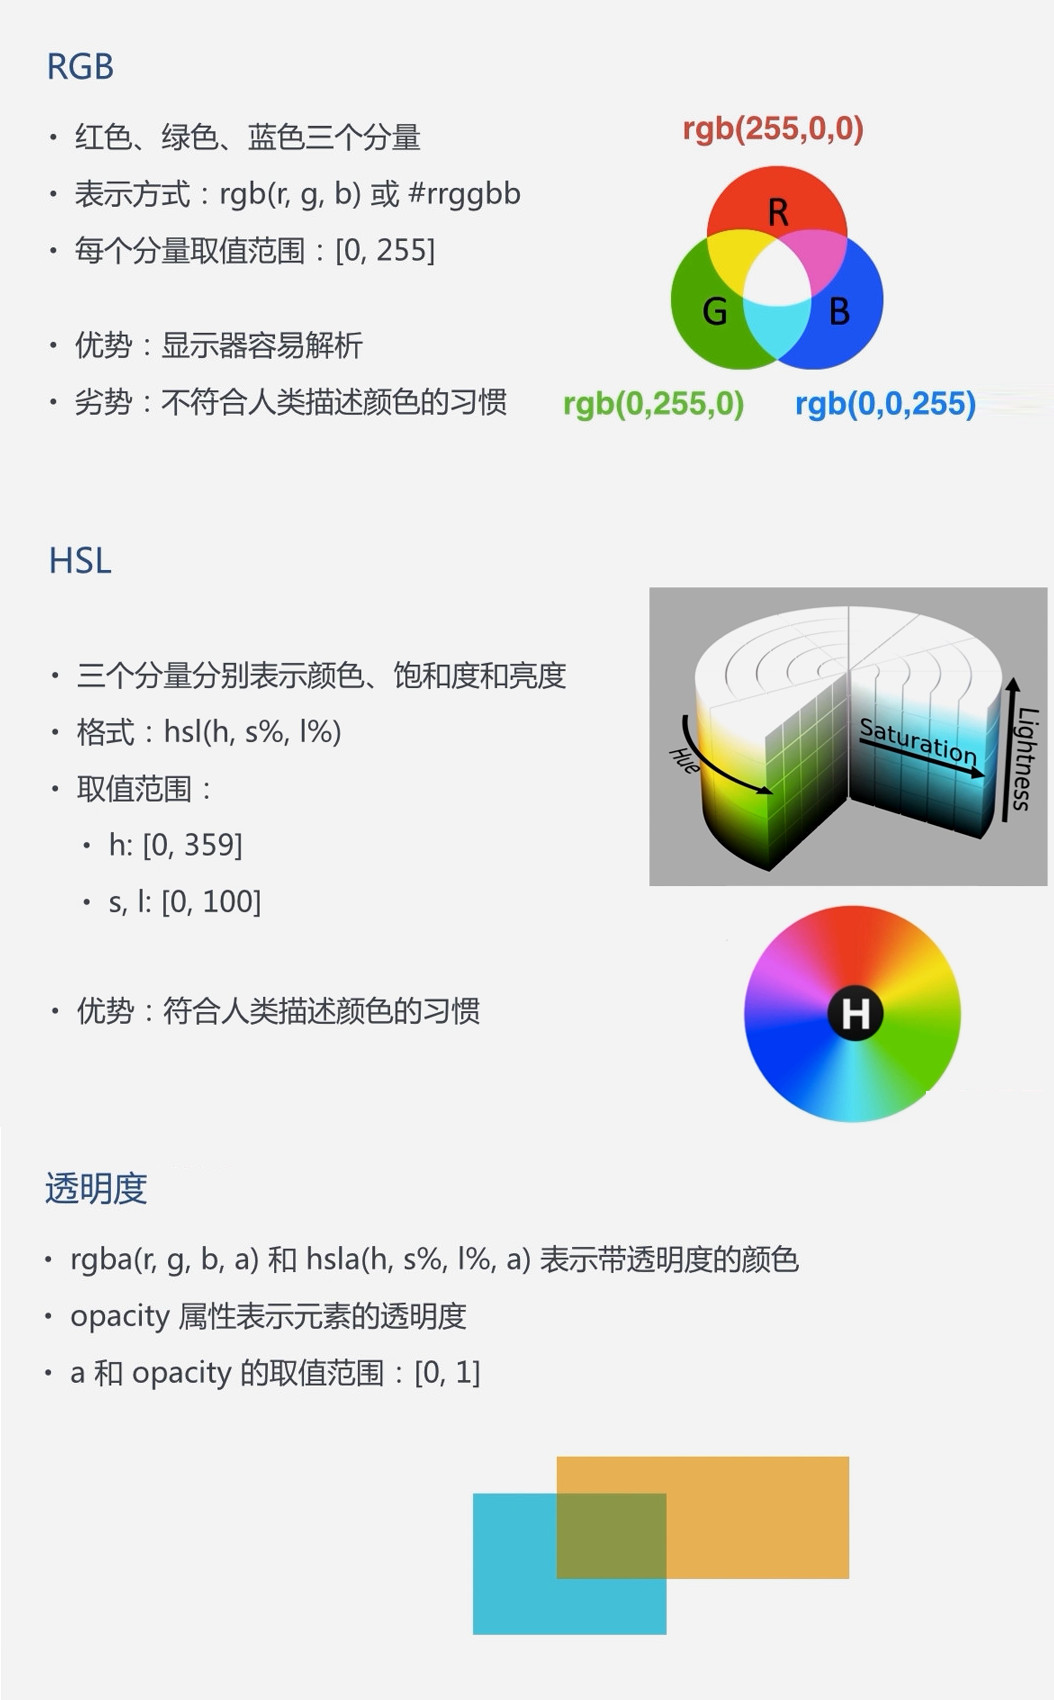 RGB
• 红色、绿色、蓝色三个分量
• 表示方式：rgb(r, g, b) 或 #rrggbb
• 每个分量取值范围：[0, 255]
• 优势：显示器容易解析
• 劣势：不符合人类描述颜色的习惯
rgb(255,0,0)
R
G
B
rgb(0,255,0)
rgb(0,0,255)
HSL
• 三个分量分别表示颜色、饱和度和亮度
• 格式：hsl(h, s%, l%)
• 取值范围：
• h: [0, 359]
• s, l: [0, 100]
• 优势：符合人类描述颜色的习惯
Hue
Saturation
Lightness
H
透明度
• rgba(r, g, b, a) 和 hsla(h, s%, l%, a) 表示带透明度的颜色
• opacity 属性表示元素的透明度
• a 和 opacity 的取值范围：[0, 1]